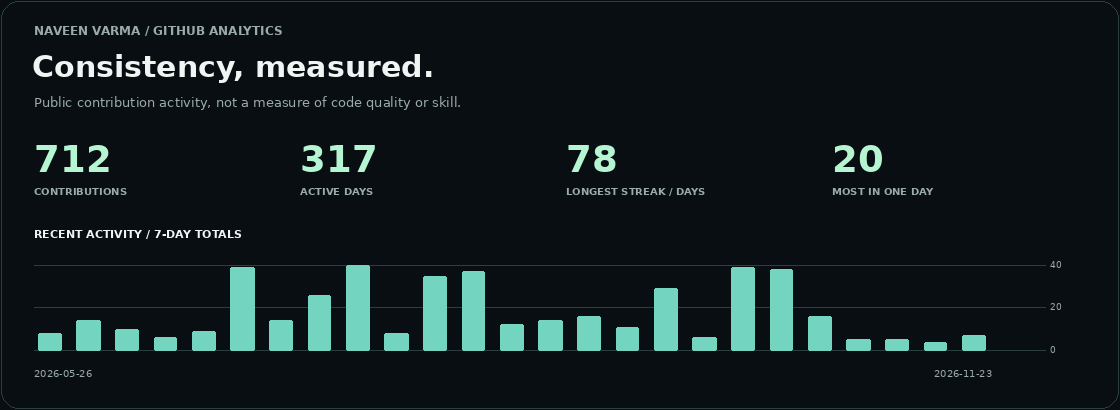 NAVEEN VARMA / GITHUB ANALYTICS
Consistency, measured.
Public contribution activity, not a measure of code quality or skill.
712 317 78 20
CONTRIBUTIONS ACTIVE DAYS LONGEST STREAK / DAYS MOST IN ONE DAY
RECENT ACTIVITY / 7-DAY TOTALS
40
20
0
2026-05-26 2026-11-23